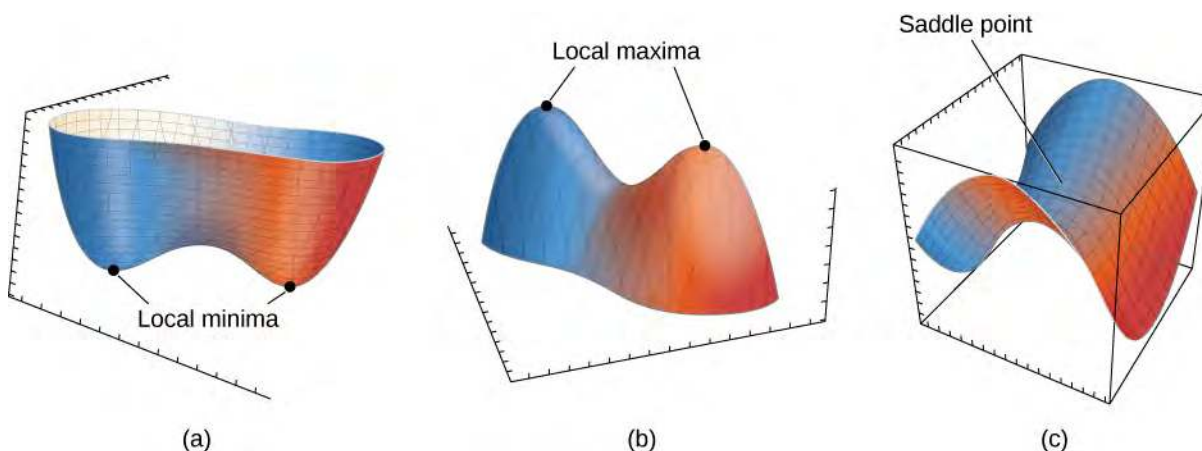 Saddle point
Local maxima
Local minima
(a)
(b)
(c)